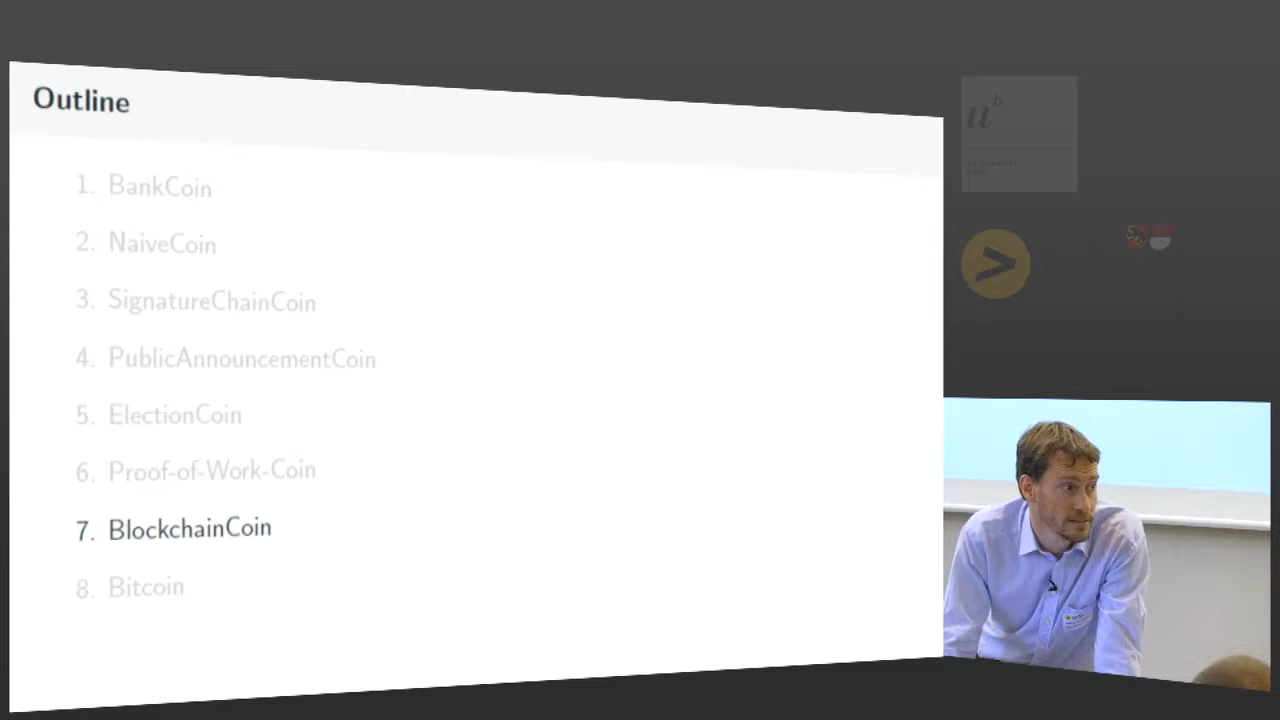 Outline
1. BankCoin
2. NaiveCoin
3. SignatureChainCoin
4. PublicAnnouncementCoin
5. ElectionCoin
6. Proof-of-Work-Coin
7. BlockchainCoin
8. Bitcoin
u b
>